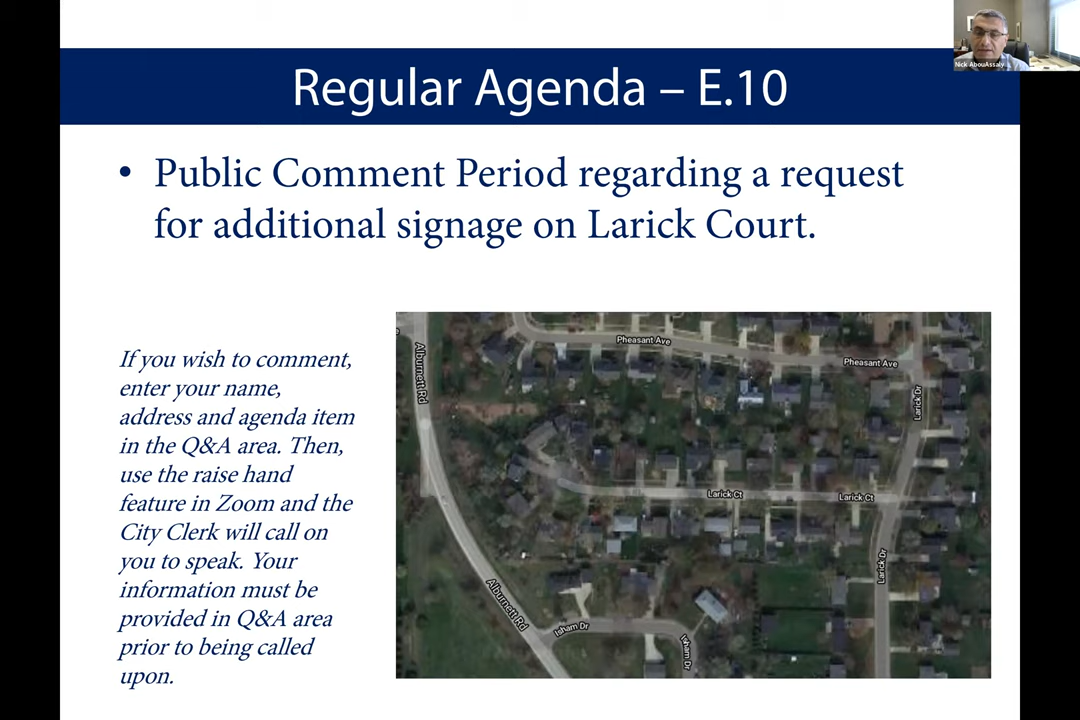 Nick AbouAssaly
Regular Agenda – E.10
• Public Comment Period regarding a request
for additional signage on Larick Court.
If you wish to comment,
enter your name,
address and agenda item
in the Q&A area. Then,
use the raise hand
feature in Zoom and the
City Clerk will call on
you to speak. Your
information must be
provided in Q&A area
prior to being called
upon.
Pheasant Ave
Pheasant Ave
Alburnett Rd
Larick Dr
Larick Ct
Larick Ct
Larick Dr
Alburnett Rd
Isham Dr
Isham Dr